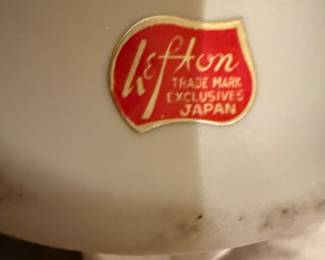 Lefton
TRADE MARK
EXCLUSIVES
JAPAN